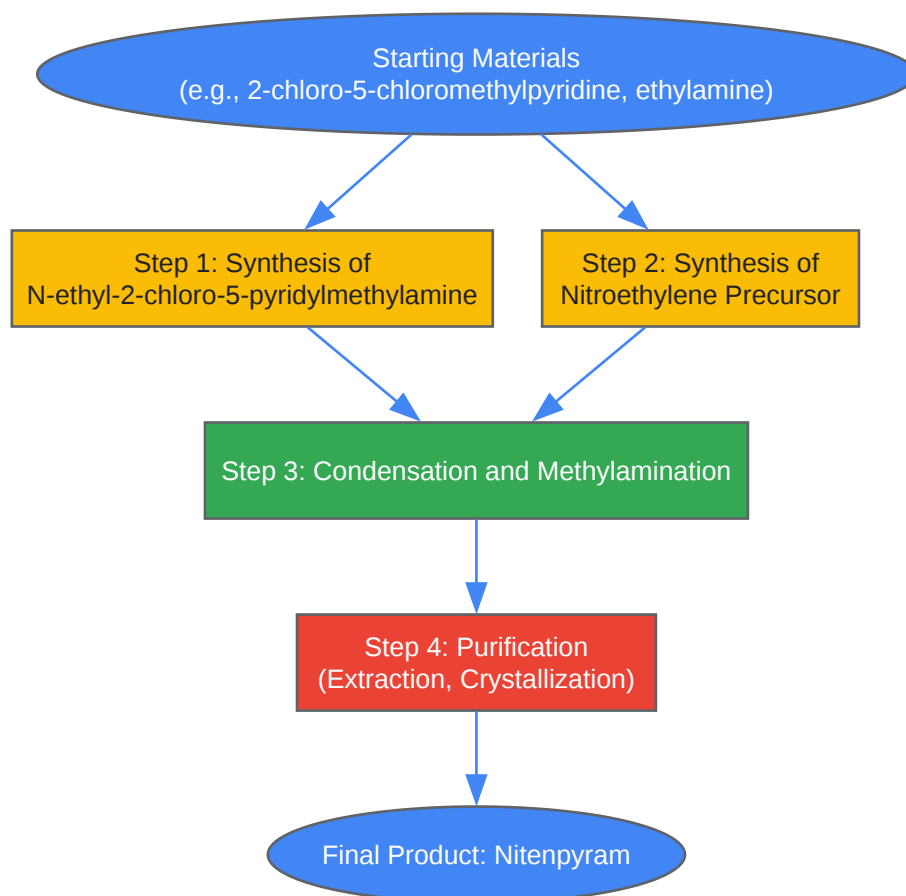 Starting Materials
(e.g., 2-chloro-5-chloromethylpyridine, ethylamine)
Step 1: Synthesis of
N-ethyl-2-chloro-5-pyridylmethylamine
Step 2: Synthesis of
Nitroethylene Precursor
Step 3: Condensation and Methylamination
Step 4: Purification
(Extraction, Crystallization)
Final Product: Nitenpyram